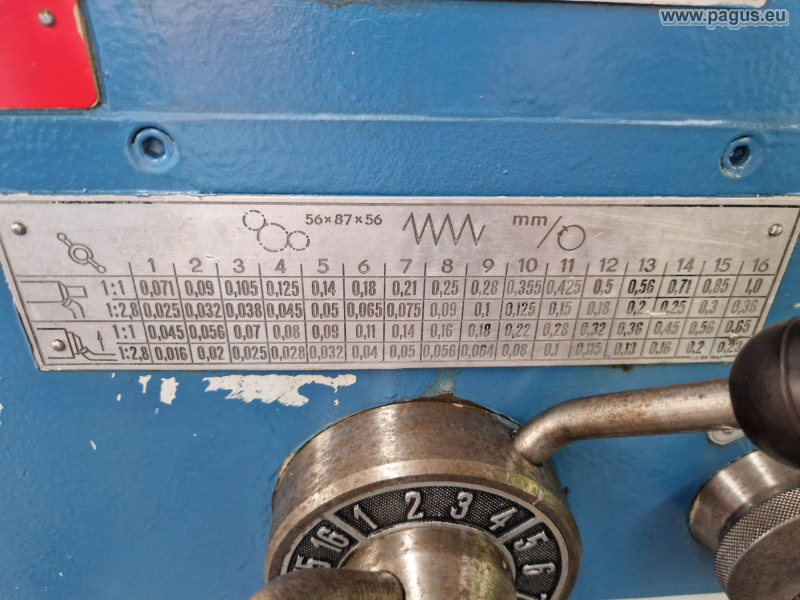 www.pagus.eu
56×87×56 mm/
1 2 3 4 5 6 7 8 9 10 11 12 13 14 15 16
1:1 0,071 0,09 0,105 0,125 0,14 0,18 0,21 0,25 0,28 0,355 0,425 0,5 0,56 0,71 0,85 1,0
1:2,8 0,025 0,032 0,038 0,045 0,05 0,065 0,075 0,09 0,1 0,125 0,15 0,18 0,2 0,25 0,3 0,36
1:1 0,045 0,056 0,07 0,08 0,09 0,11 0,14 0,16 0,18 0,22 0,28 0,32 0,36 0,45 0,56 0,65
1:2,8 0,016 0,02 0,025 0,028 0,032 0,04 0,05 0,056 0,064 0,08 0,1 0,115 0,13 0,16 0,2 0,23
16 1 2 3 4 5 6 7